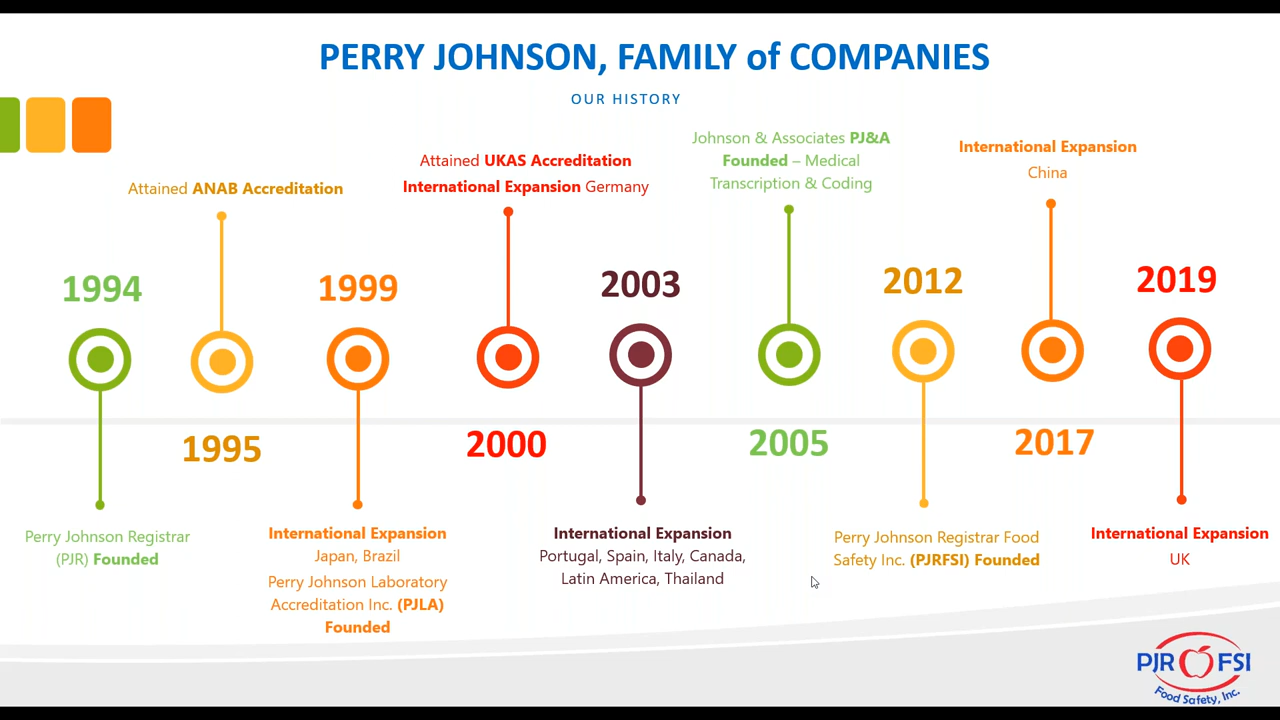 PERRY JOHNSON, FAMILY of COMPANIES
OUR HISTORY
1994
Perry Johnson Registrar
(PJR) Founded
Attained ANAB Accreditation
1995
1999
International Expansion
Japan, Brazil
Perry Johnson Laboratory
Accreditation Inc. (PJLA)
Founded
Attained UKAS Accreditation
International Expansion Germany
2000
2003
International Expansion
Portugal, Spain, Italy, Canada,
Latin America, Thailand
Johnson & Associates PJ&A
Founded – Medical
Transcription & Coding
2005
2012
Perry Johnson Registrar Food
Safety Inc. (PJRFSI) Founded
International Expansion
China
2017
2019
International Expansion
UK
PJR FSI
Food Safety, Inc.